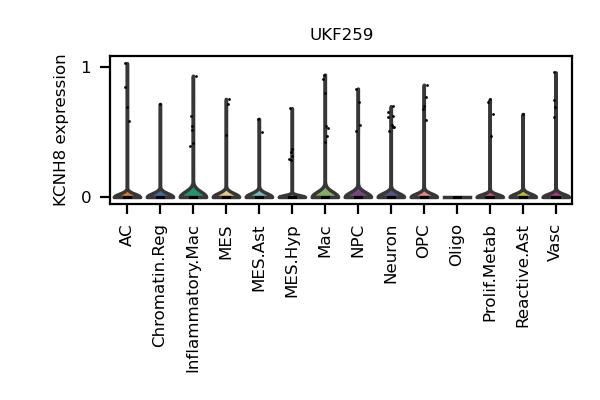 UKF259
KCNH8 expression
1
0
AC
Chromatin.Reg
Inflammatory.Mac
MES
MES.Ast
MES.Hyp
Mac
NPC
Neuron
OPC
Oligo
Prolif.Metab
Reactive.Ast
Vasc